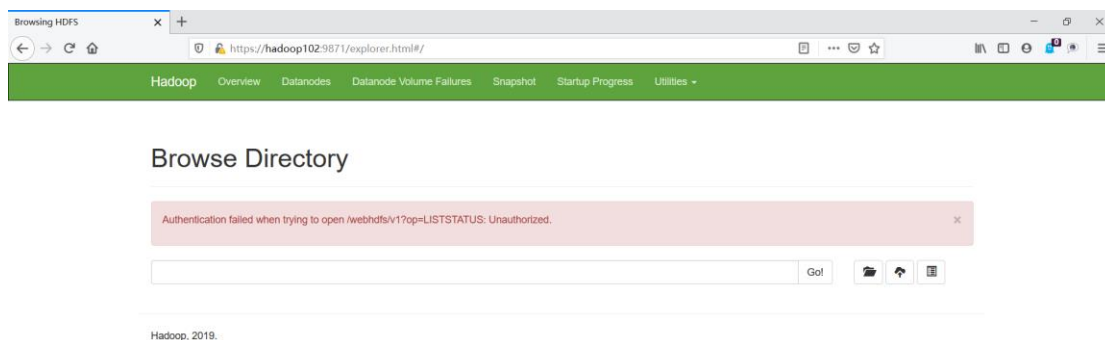 Browsing HDFS
https://hadoop102:9871/explorer.html#/
Hadoop Overview Datanodes Datanode Volume Failures Snapshot Startup Progress Utilities
Browse Directory
Authentication failed when trying to open /webhdfs/v1?op=LISTSTATUS: Unauthorized.
Go!
Hadoop, 2019.